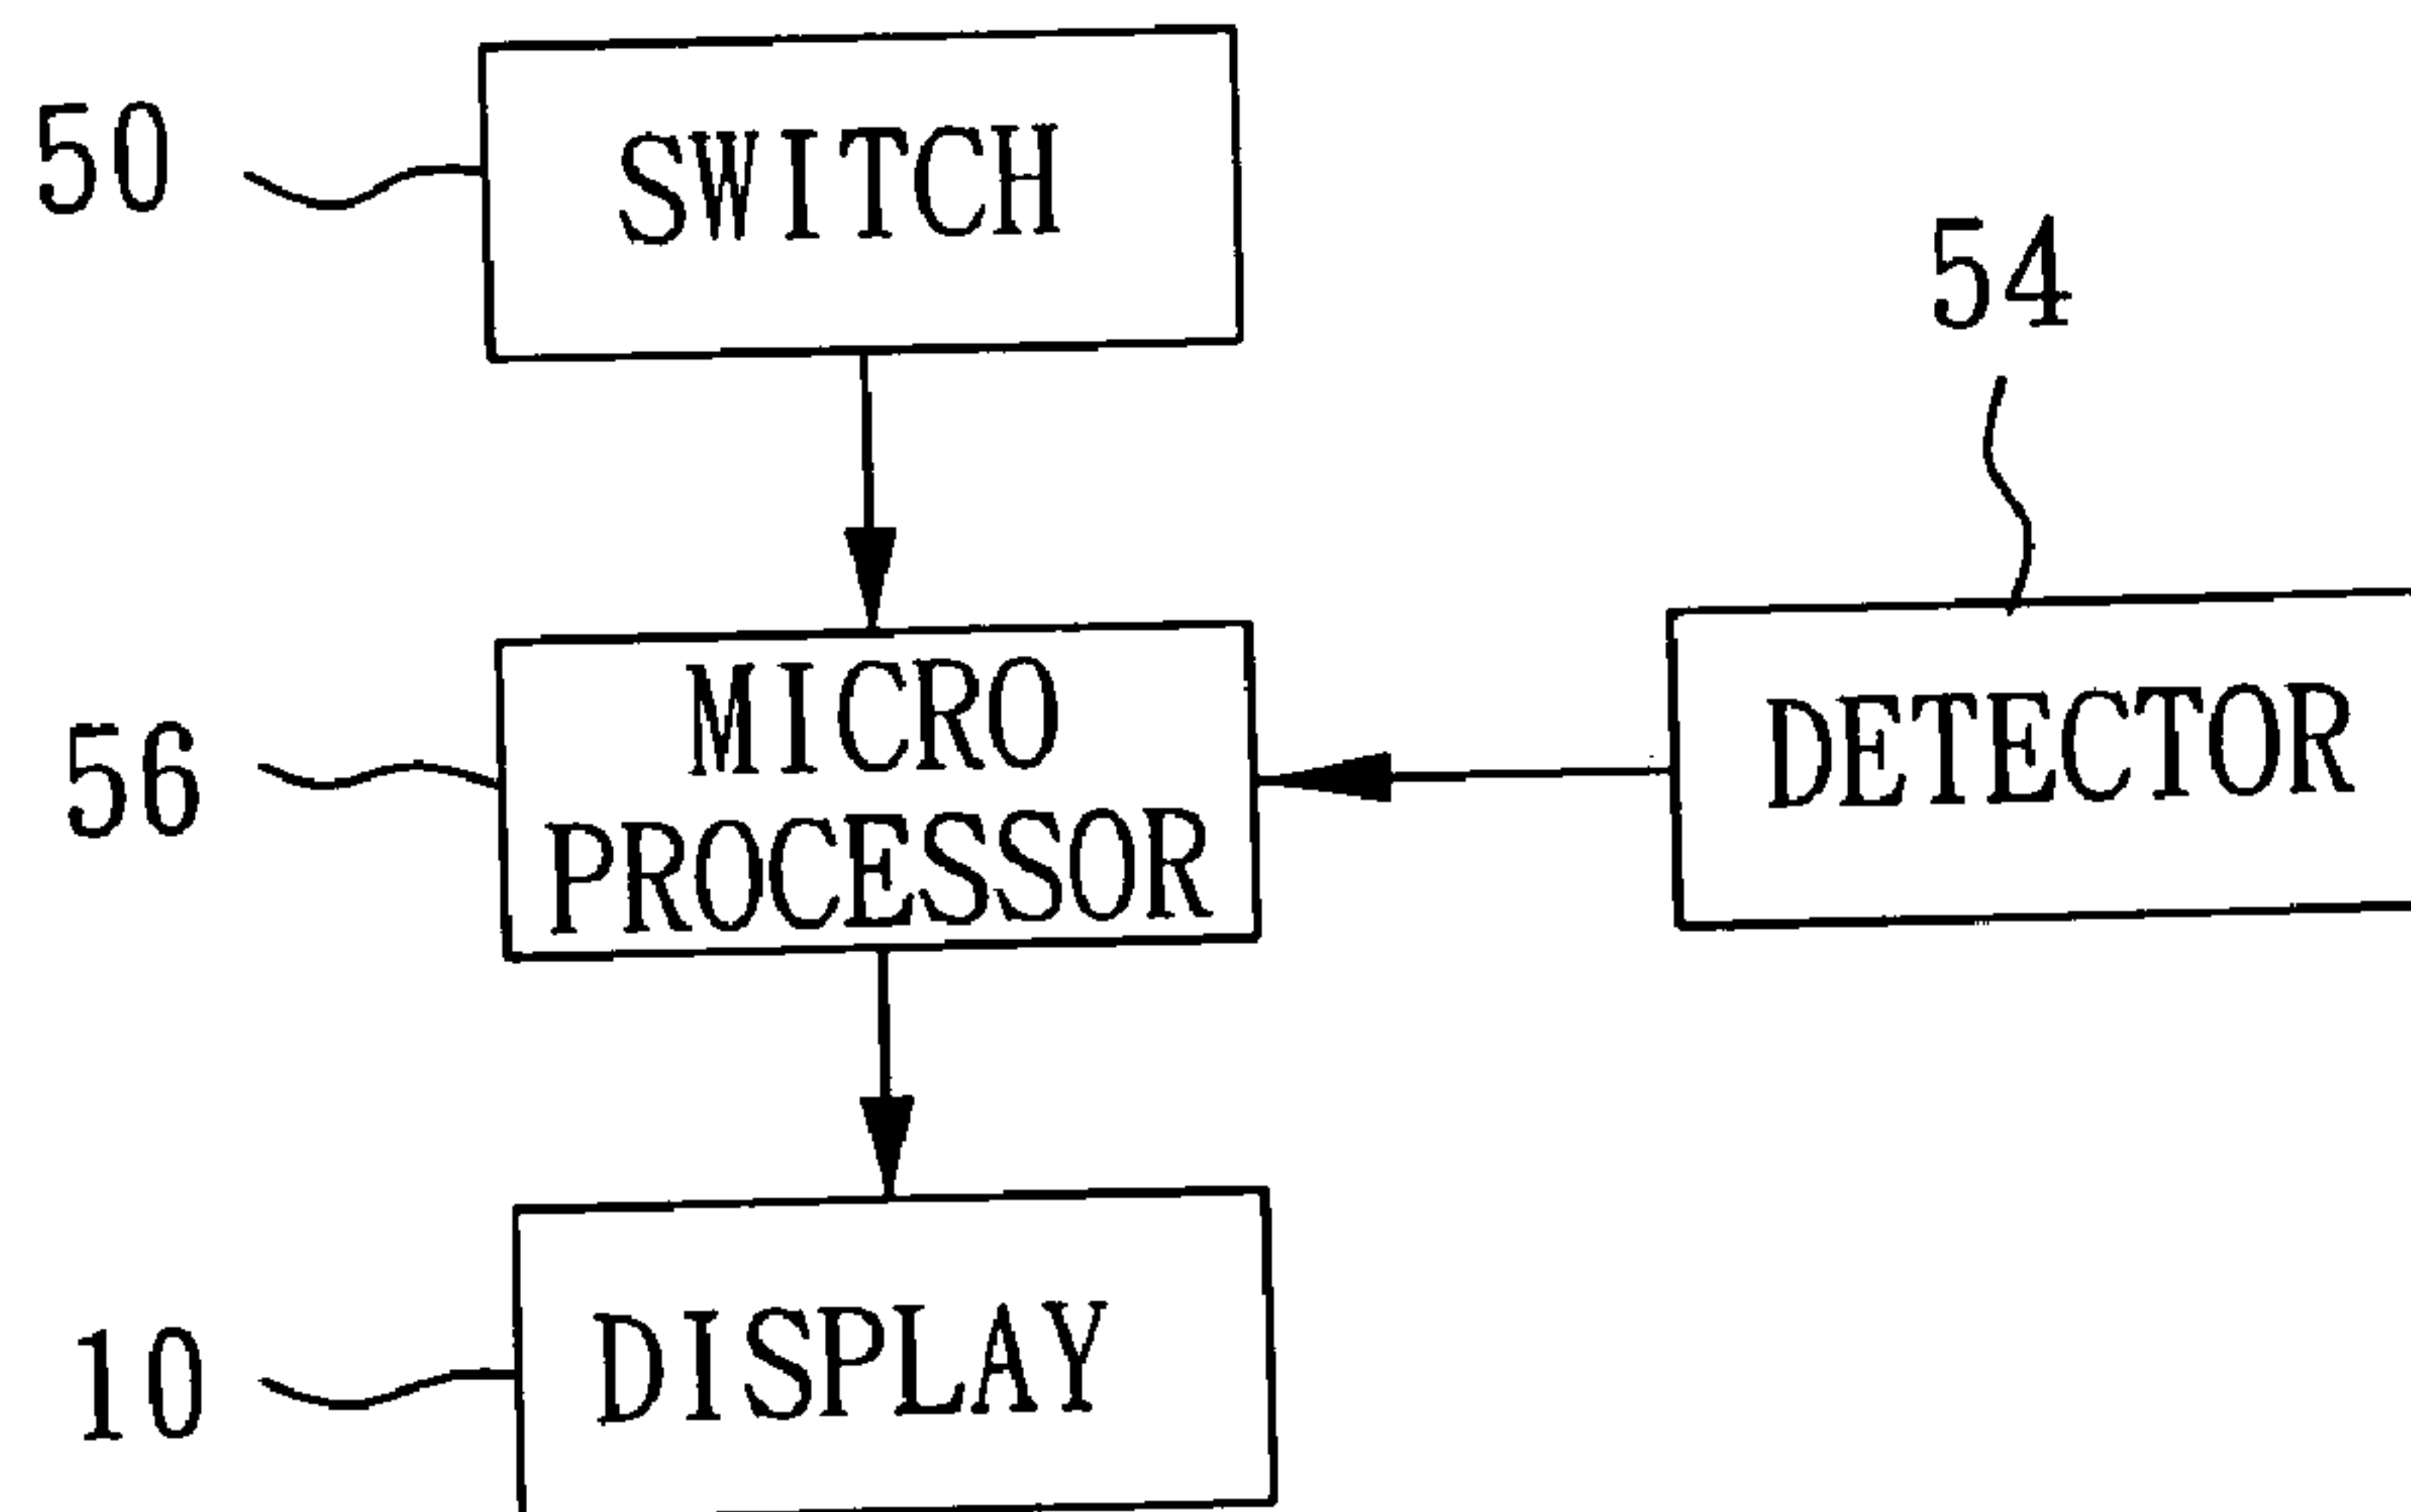 50
SWITCH
54
MICRO
PROCESSOR
56
DETECTOR
10
DISPLAY